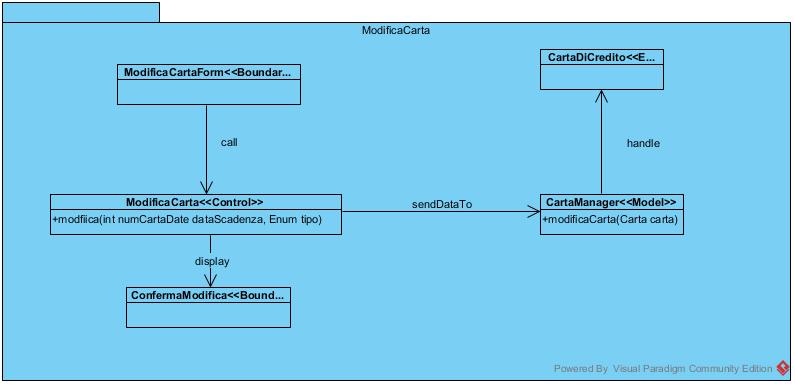 ModificaCarta
ModificaCartaForm<<Boundar...
CartaDiCredito<<E...
call
handle
ModificaCarta<<Control>>
+modfiica(int numCartaDate dataScadenza, Enum tipo)
sendDataTo
CartaManager<<Model>>
+modificaCarta(Carta carta)
display
ConfermaModifica<<Bound...
Powered By Visual Paradigm Community Edition